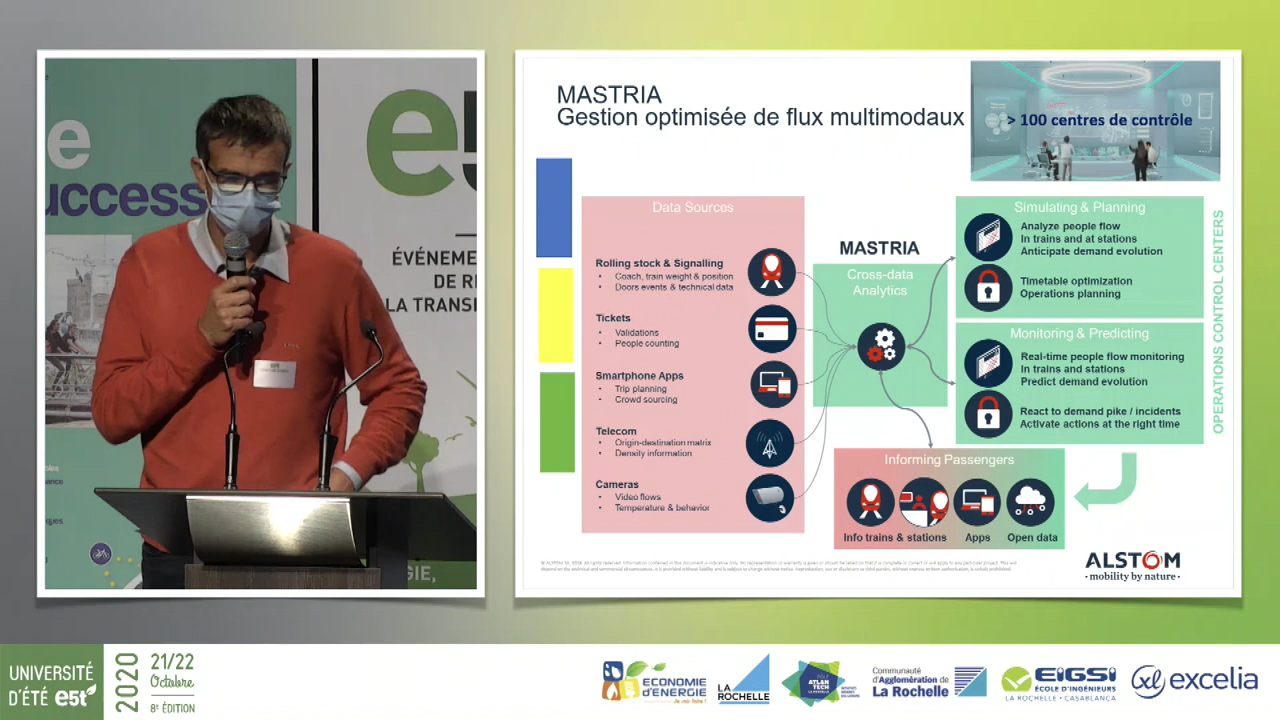 e
uccess
e5
ÉVÉNEME
DE R
LA TRANS
GIE,
MASTRIA
Gestion optimisée de flux multimodaux
> 100 centres de contrôle
Data Sources
Rolling stock & Signalling
• Coach, train weight & position
• Doors events & technical data
Tickets
• Validations
• People counting
Smartphone Apps
• Trip planning
• Crowd sourcing
Telecom
• Origin-destination matrix
• Density information
Cameras
• Video flows
• Temperature & behavior
MASTRIA
Cross-data
Analytics
Simulating & Planning
Analyze people flow
In trains and at stations
Anticipate demand evolution
Timetable optimization
Operations planning
Monitoring & Predicting
Real-time people flow monitoring
In trains and stations
Predict demand evolution
React to demand pike / incidents
Activate actions at the right time
OPERATIONS CONTROL CENTERS
Informing Passengers
Info trains & stations
Apps
Open data
ALSTOM
• mobility by nature •
UNIVERSITÉ
D'ÉTÉ e5t
2020
21/22
Octobre
8E ÉDITION
ECONOMIE
D'ENERGIE
LA
ROCHELLE
ATLAN
TECH
Communauté
d'Agglomération de
La Rochelle
EIGSI
ÉCOLE D'INGÉNIEURS
LA ROCHELLE • CASABLANCA
xl excelia